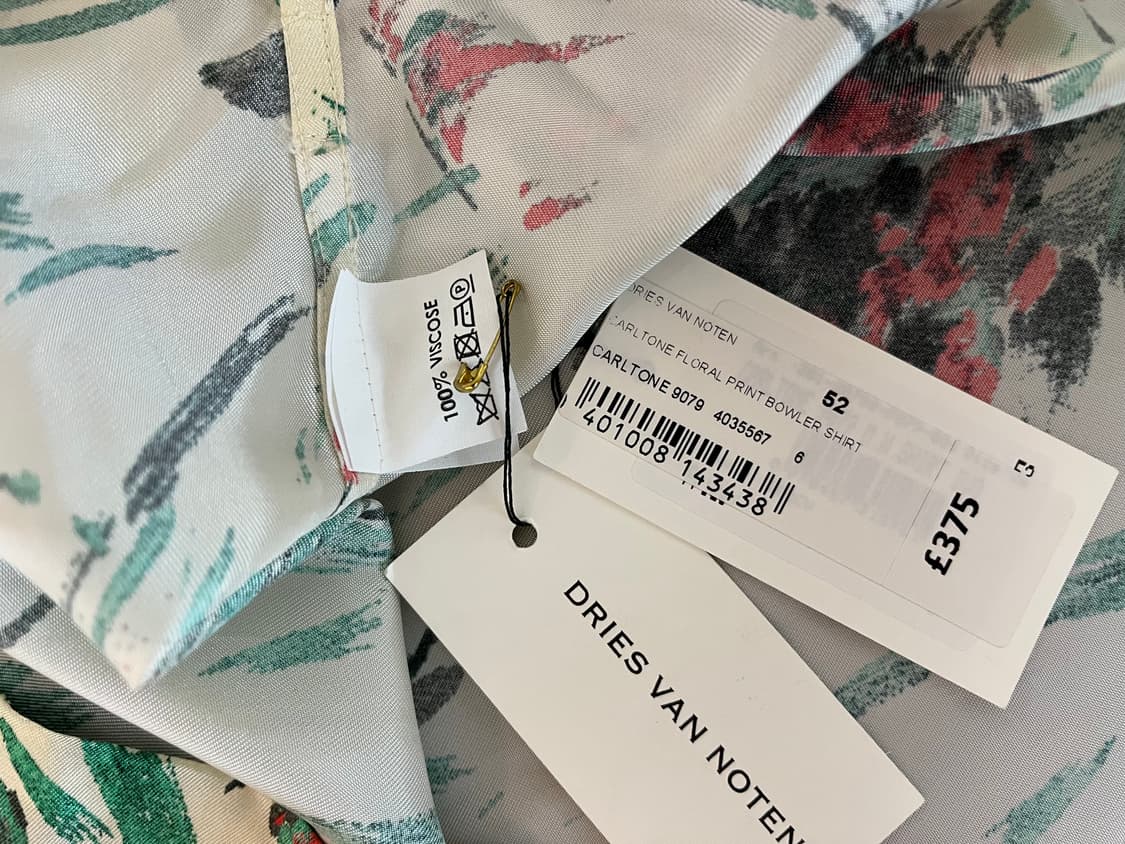 100% VISCOSE
P
DRIES VAN NOTEN
CARLTONE FLORAL PRINT BOWLER SHIRT
52
CARLTONE 9079 4035567 6
401008 143438
£375
DRIES VAN NOTEN